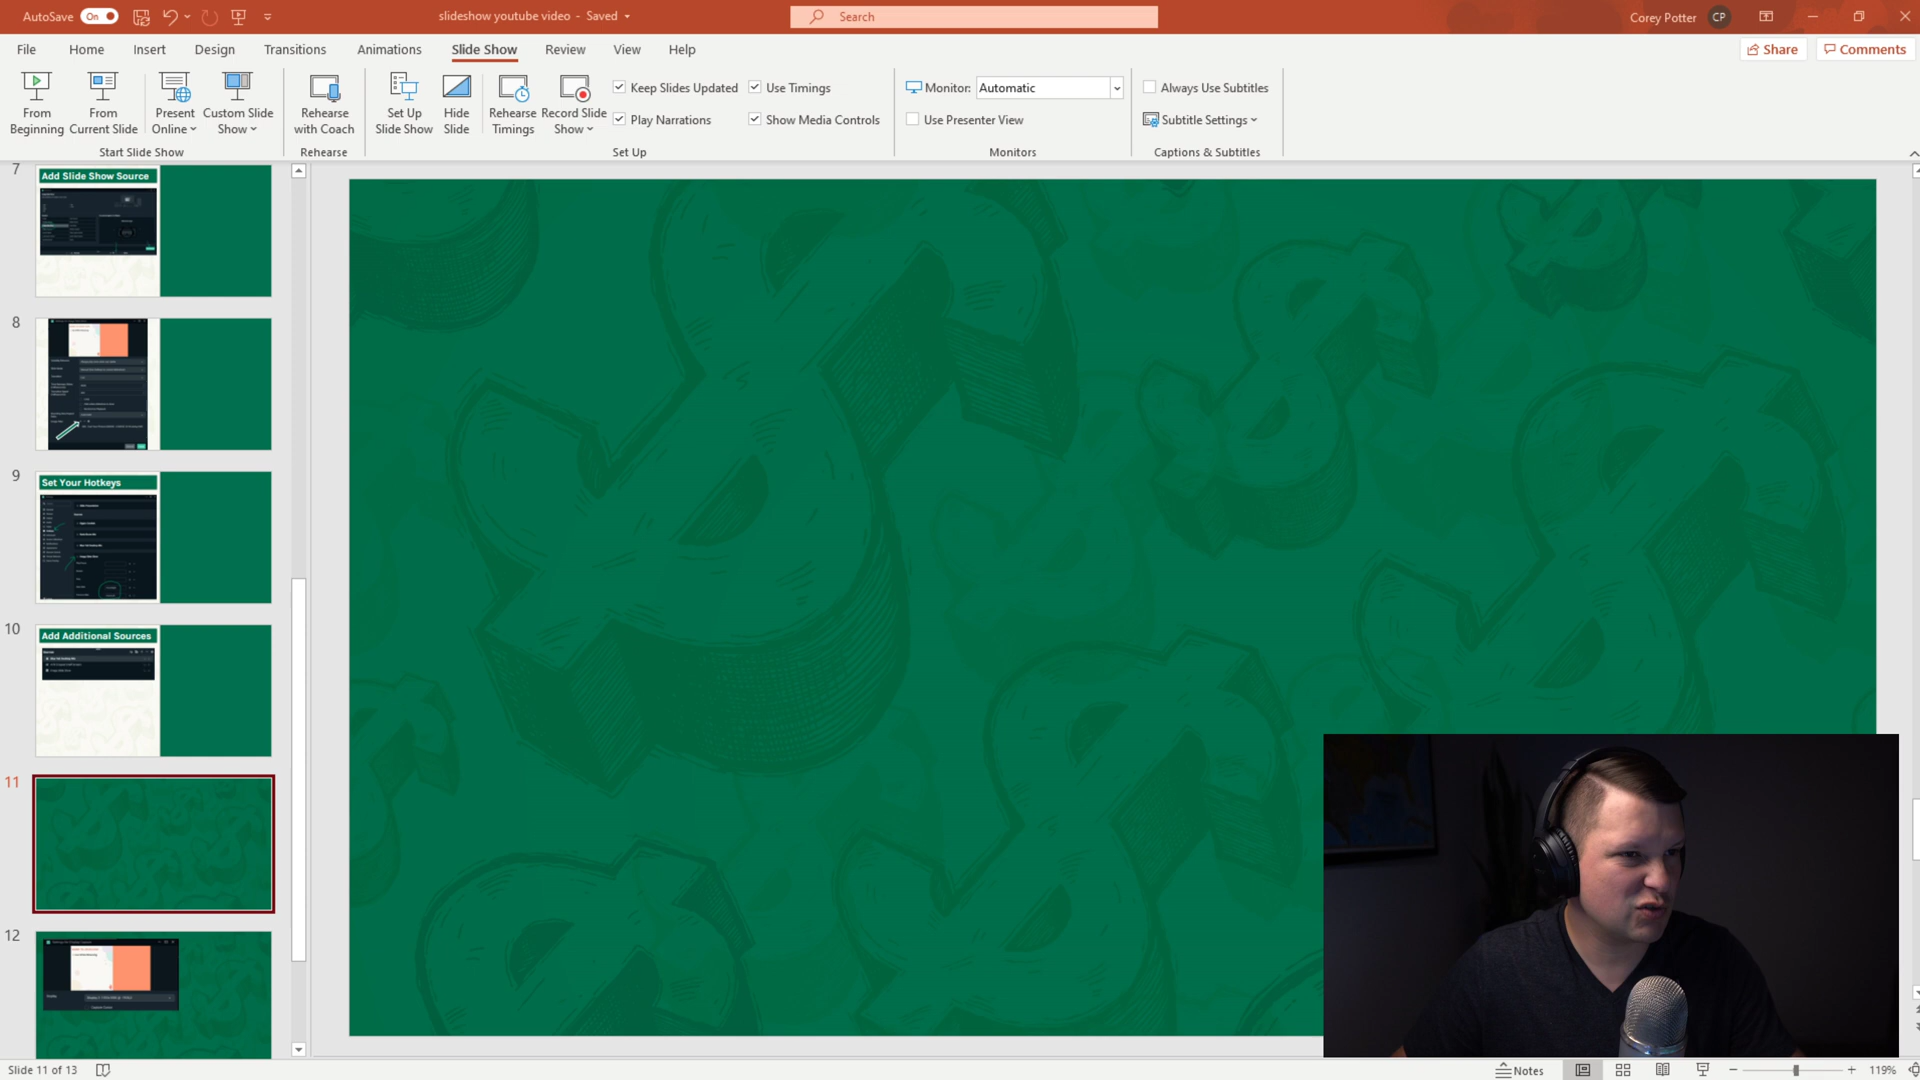 AutoSave On slideshow youtube video - Saved Search Corey Potter CP
File Home Insert Design Transitions Animations Slide Show Review View Help Share Comments
From Beginning
From Current Slide
Present Online
Custom Slide Show
Rehearse with Coach
Set Up Slide Show
Hide Slide
Rehearse Timings
Record Slide Show
Keep Slides Updated
Play Narrations
Use Timings
Show Media Controls
Monitor: Automatic
Use Presenter View
Always Use Subtitles
Subtitle Settings
Start Slide Show Rehearse Set Up Monitors Captions & Subtitles
7
Add Slide Show Source
8
9
Set Your Hotkeys
10
Add Additional Sources
11
12
Slide 11 of 13 Notes 119%